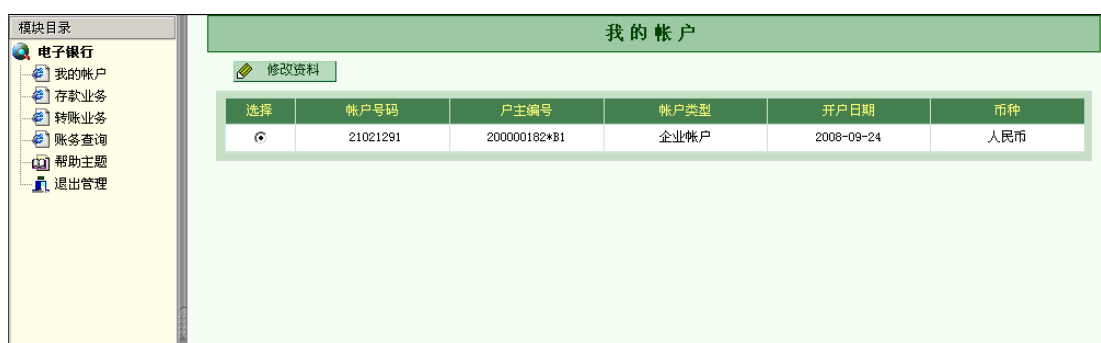 模块目录
电子银行
我的帐户
存款业务
转账业务
账务查询
帮助主题
退出管理
我的帐户
修改资料
选择 帐户号码 户主编号 帐户类型 开户日期 币种
21021291 200000182*B1 企业帐户 2008-09-24 人民币